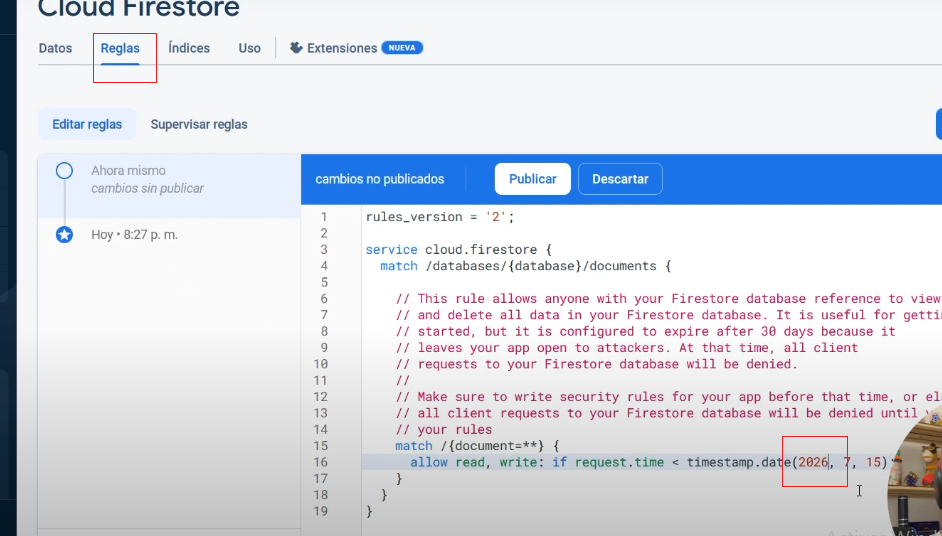 Cloud Firestore
Datos
Reglas
Índices
Uso
Extensiones
NUEVA
Editar reglas
Supervisar reglas
Ahora mismo
cambios sin publicar
Hoy • 8:27 p. m.
cambios no publicados
Publicar
Descartar
1 rules_version = '2';
2
3 service cloud.firestore {
4 match /databases/{database}/documents {
5
6 // This rule allows anyone with your Firestore database reference to view
7 // and delete all data in your Firestore database. It is useful for
8 // started, but it is configured to expire after 30 days because it
9 // leaves your app open to attackers. At that time, all client
10 // requests to your Firestore database will be denied.
11 //
12 // Make sure to write security rules for your app before that time, or
13 // all client requests to your Firestore database will be denied until
14 // your rules
15 match /{document=**} {
16 allow read, write: if request.time < timestamp.date(2026, 7, 15)
17 }
18 }
19 }